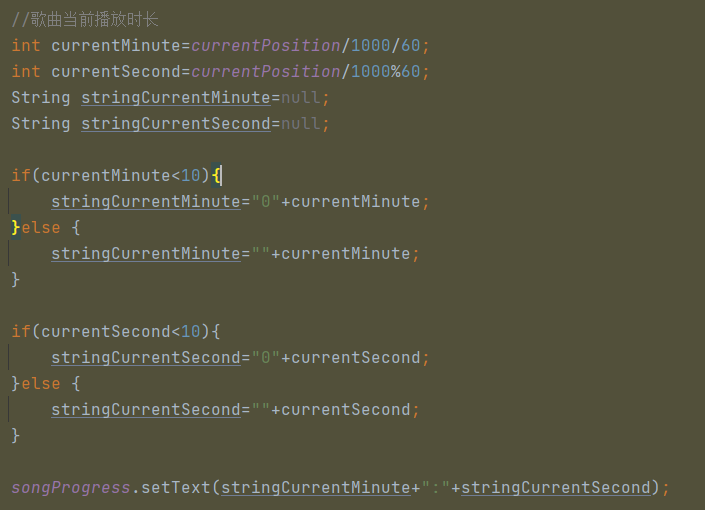 //歌曲当前播放时长
int currentMinute=currentPosition/1000/60;
int currentSecond=currentPosition/1000%60;
String stringCurrentMinute=null;
String stringCurrentSecond=null;
if(currentMinute<10){
stringCurrentMinute="0"+currentMinute;
}else {
stringCurrentMinute=""+currentMinute;
}
if(currentSecond<10){
stringCurrentSecond="0"+currentSecond;
}else {
stringCurrentSecond=""+currentSecond;
}
songProgress.setText(stringCurrentMinute+":"+stringCurrentSecond);